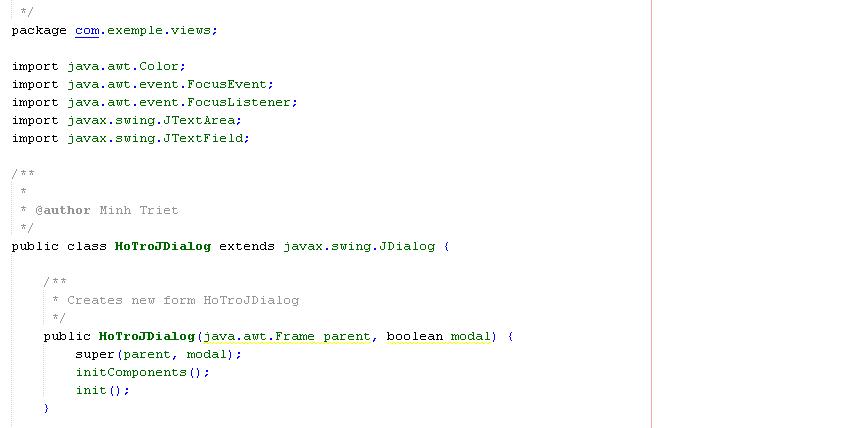 */
package com.exemple.views;
import java.awt.Color;
import java.awt.event.FocusEvent;
import java.awt.event.FocusListener;
import javax.swing.JTextArea;
import javax.swing.JTextField;
/**
*
* @author Minh Triet
*/
public class HoTroJDialog extends javax.swing.JDialog {
/**
* Creates new form HoTroJDialog
*/
public HoTroJDialog(java.awt.Frame parent, boolean modal) {
super(parent, modal);
initComponents();
init();
}